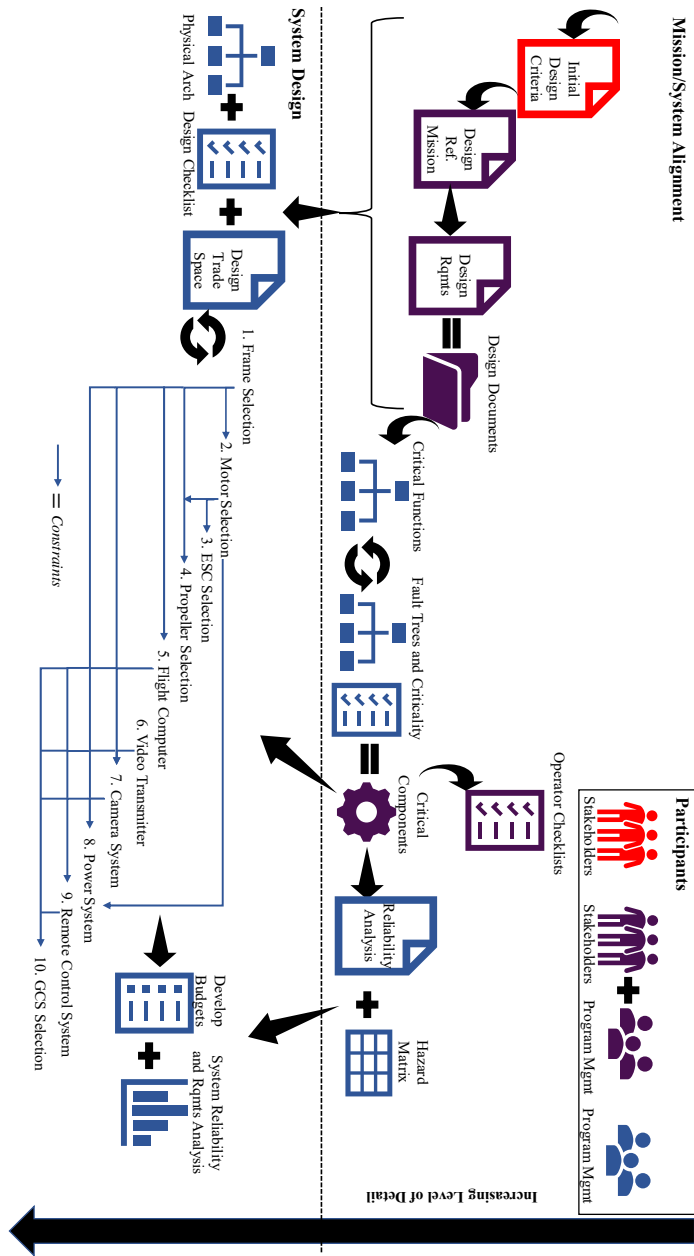 Mission/System Alignment
Initial
Design
Criteria
Design
Ref.
Mission
Design
Rqmts
Design Documents
Critical Functions
Fault Trees and Criticality
Critical
Components
Operator Checklists
Reliability
Analysis
Hazard
Matrix
Participants
Stakeholders
Stakeholders
Program Mgmt
Program Mgmt
Increasing Level of Detail
System Design
Physical Arch
Design Checklist
Design
Trade
Space
1. Frame Selection
2. Motor Selection
3. ESC Selection
4. Propeller Selection
5. Flight Computer
6. Video Transmitter
7. Camera System
8. Power System
9. Remote Control System
10. GCS Selection
= Constraints
Develop
Budgets
System Reliability
and Rqmts Analysis